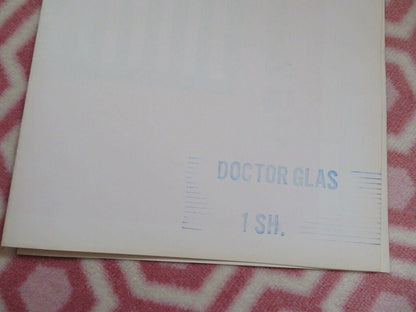 DOCTOR GLAS
1 SH.